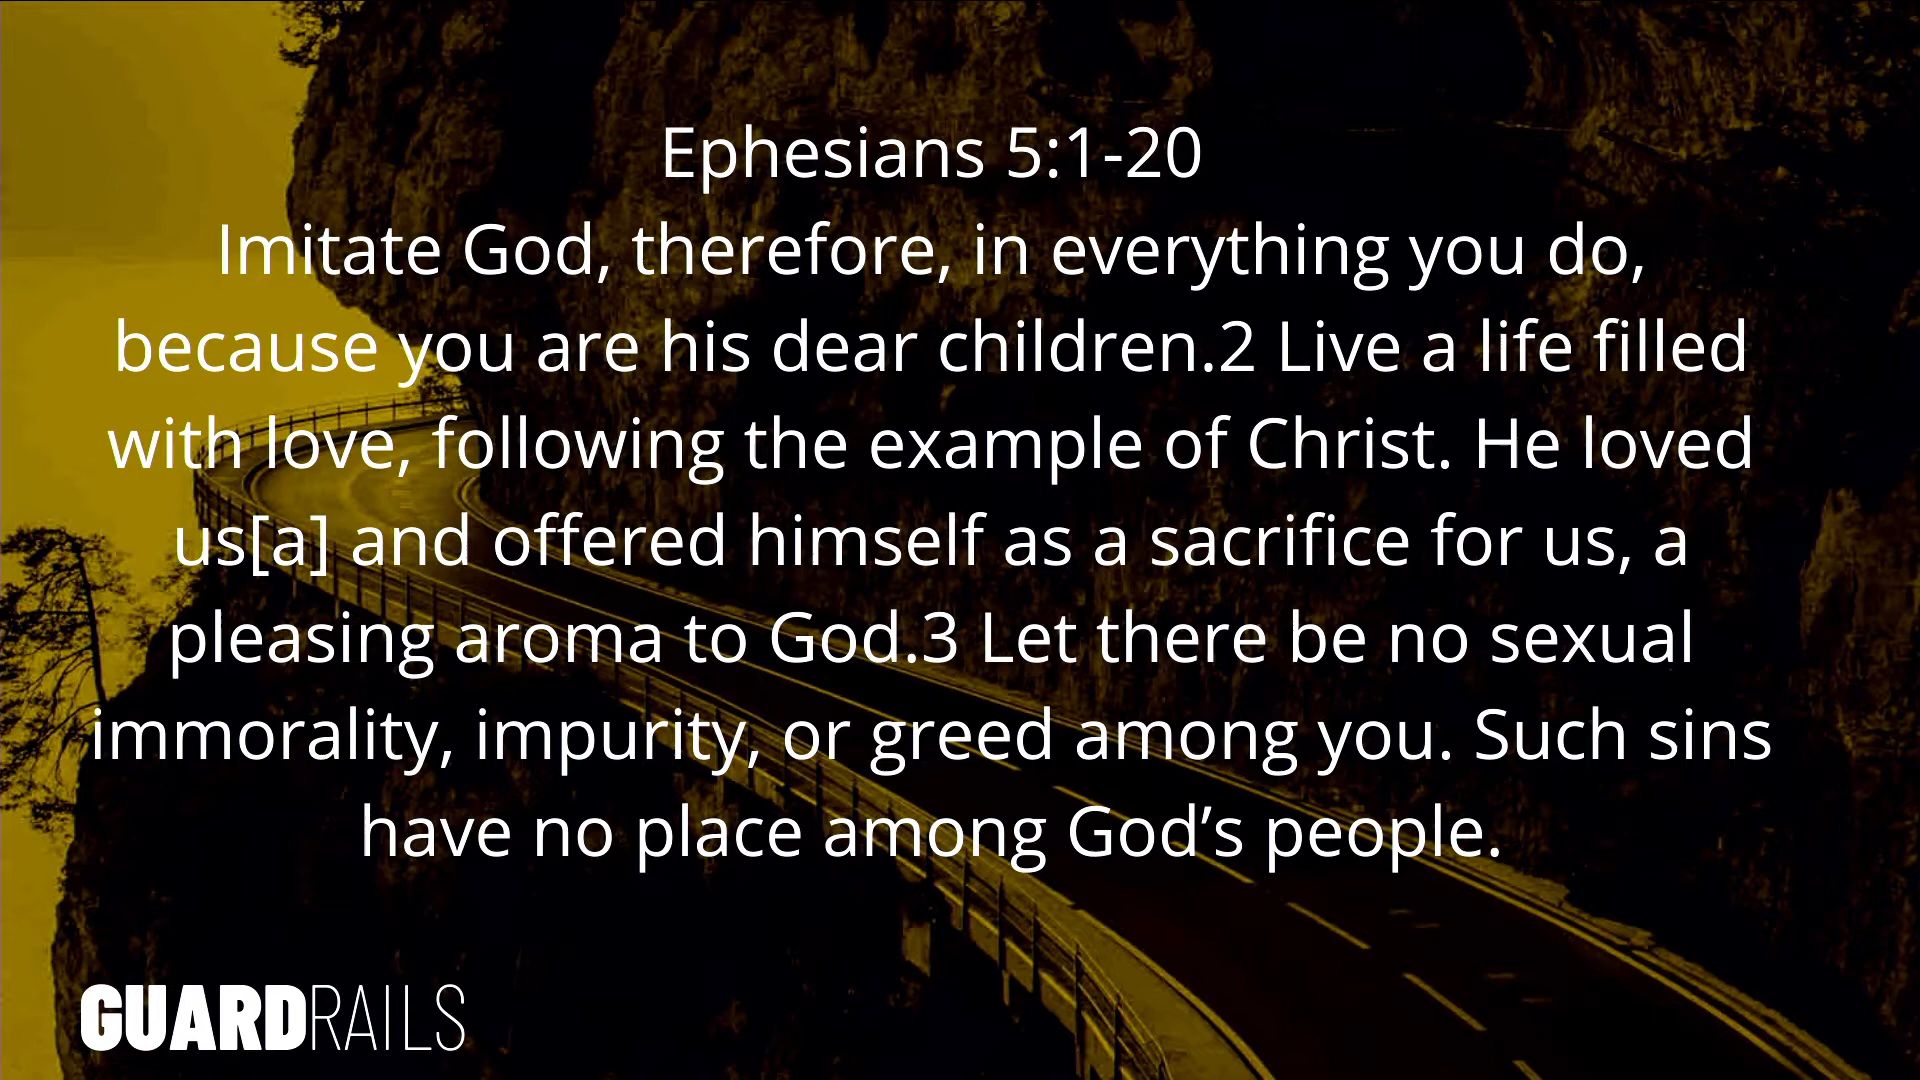 Ephesians 5:1-20
Imitate God, therefore, in everything you do,
because you are his dear children.2 Live a life filled
with love, following the example of Christ. He loved
us[a] and offered himself as a sacrifice for us, a
pleasing aroma to God.3 Let there be no sexual
immorality, impurity, or greed among you. Such sins
have no place among God’s people.
GUARDRAILS